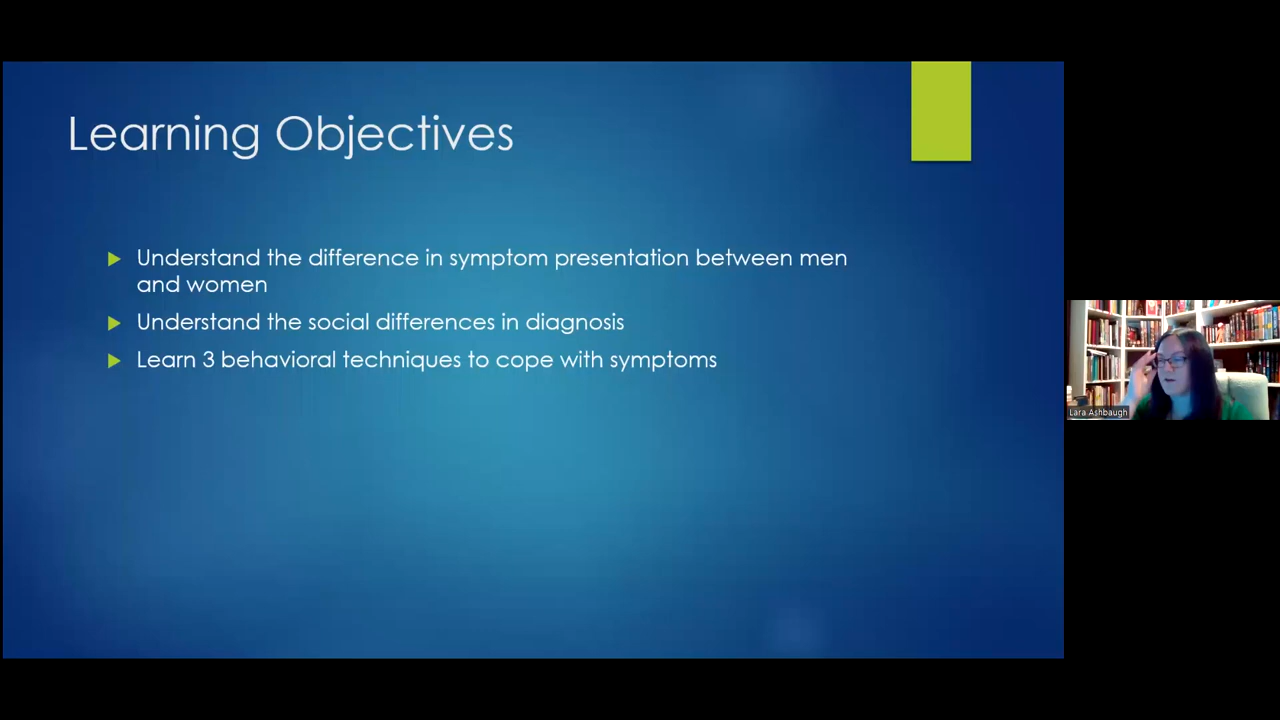 Learning Objectives
Understand the difference in symptom presentation between men
and women
Understand the social differences in diagnosis
Learn 3 behavioral techniques to cope with symptoms
Lara Ashbaugh